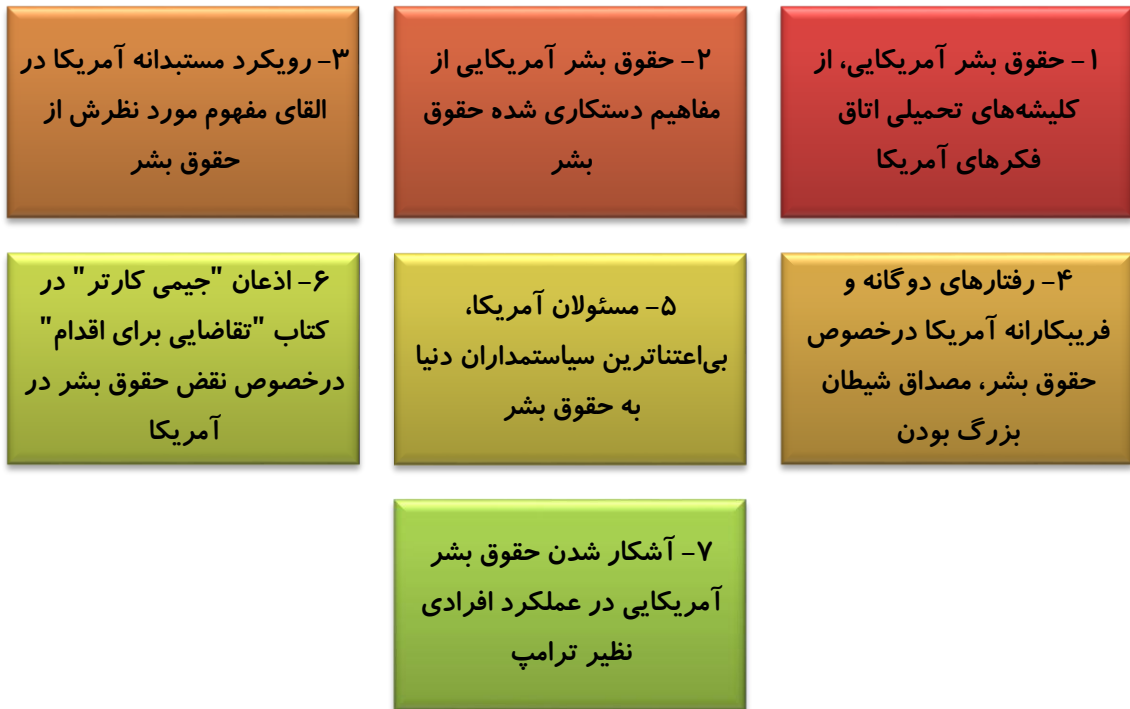 ۱- حقوق بشر آمریکایی، از
کلیشه‌های تحمیلی اتاق
فکرهای آمریکا
۲- حقوق بشر آمریکایی از
مفاهیم دستکاری شده حقوق
بشر
۳- رویکرد مستبدانه آمریکا در
القای مفهوم مورد نظرش از
حقوق بشر
۴- رفتارهای دوگانه و
فریبکارانه آمریکا درخصوص
حقوق بشر، مصداق شیطان
بزرگ بودن
۵- مسئولان آمریکا،
بی‌اعتناترین سیاستمداران دنیا
به حقوق بشر
۶- اذعان "جیمی کارتر" در
کتاب "تقاضایی برای اقدام"
درخصوص نقض حقوق بشر در
آمریکا
۷- آشکار شدن حقوق بشر
آمریکایی در عملکرد افرادی
نظیر ترامپ